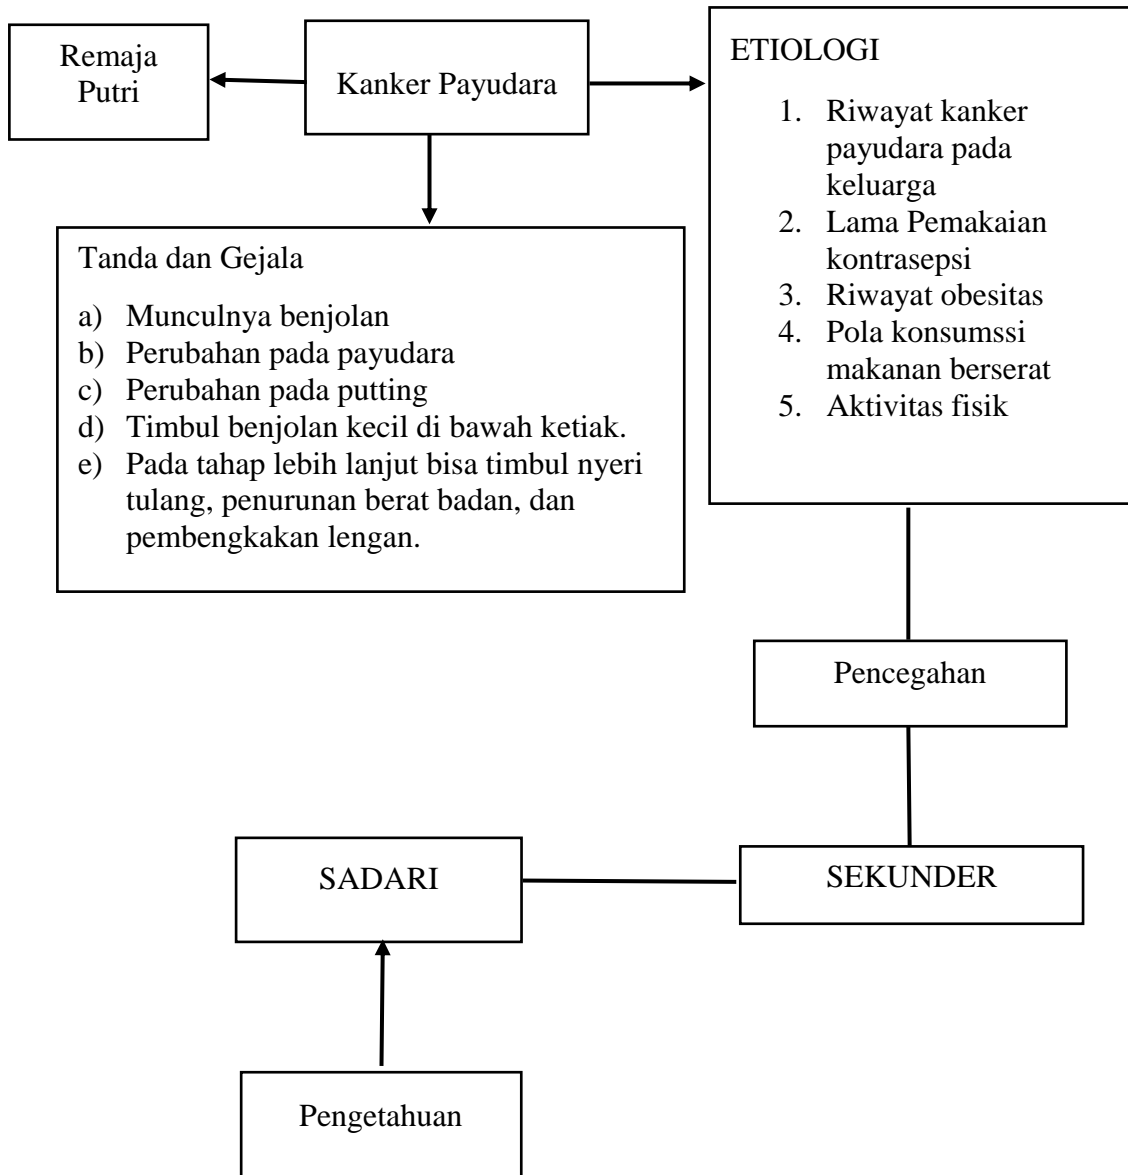 Remaja
Putri
Kanker Payudara
ETIOLOGI
1. Riwayat kanker
payudara pada
keluarga
2. Lama Pemakaian
kontrasepsi
3. Riwayat obesitas
4. Pola konsumssi
makanan berserat
5. Aktivitas fisik
Tanda dan Gejala
a) Munculnya benjolan
b) Perubahan pada payudara
c) Perubahan pada putting
d) Timbul benjolan kecil di bawah ketiak.
e) Pada tahap lebih lanjut bisa timbul nyeri
tulang, penurunan berat badan, dan
pembengkakan lengan.
Pencegahan
SADARI
SEKUNDER
Pengetahuan